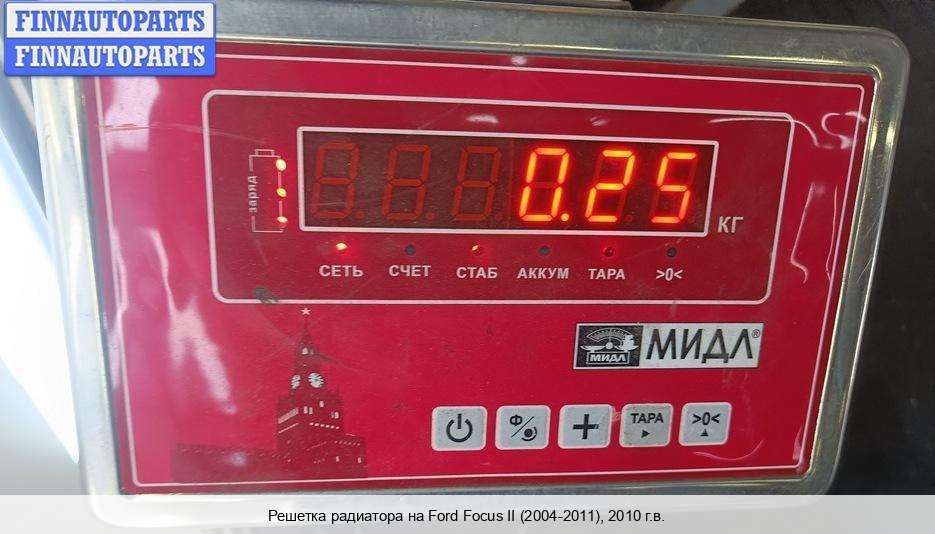 FINNAUTOPARTS
FINNAUTOPARTS
заряд
0.25
КГ
СЕТЬ СЧЕТ СТАБ АККУМ ТАРА >0<
МИДЛ МИДЛ®
Ф ТАРА >0<
Решетка радиатора на Ford Focus II (2004-2011), 2010 г.в.